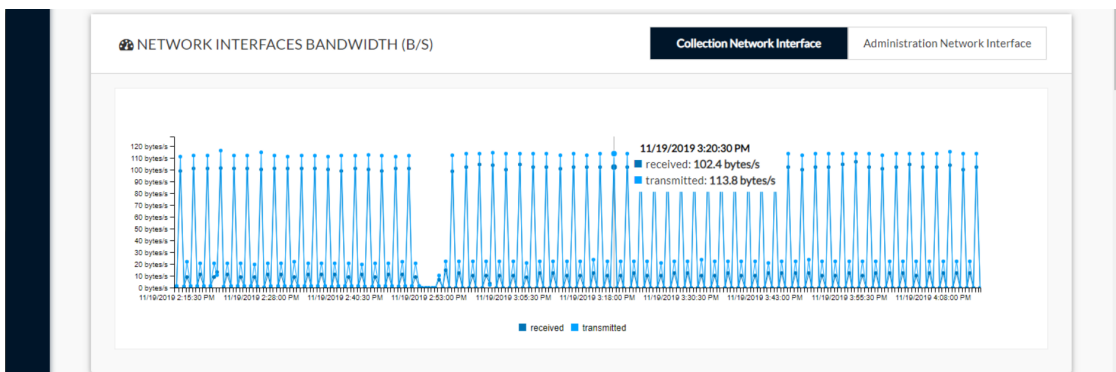 NETWORK INTERFACES BANDWIDTH (B/S)
Collection Network Interface
Administration Network Interface
120 bytes/s
110 bytes/s
100 bytes/s
90 bytes/s
80 bytes/s
70 bytes/s
60 bytes/s
50 bytes/s
40 bytes/s
30 bytes/s
20 bytes/s
10 bytes/s
0 bytes/s
11/19/2019 3:20:30 PM
received: 102.4 bytes/s
transmitted: 113.8 bytes/s
11/19/2019 2:15:30 PM 11/19/2019 2:28:00 PM 11/19/2019 2:40:30 PM 11/19/2019 2:53:00 PM 11/19/2019 3:05:30 PM 11/19/2019 3:18:00 PM 11/19/2019 3:30:30 PM 11/19/2019 3:43:00 PM 11/19/2019 3:55:30 PM 11/19/2019 4:08:00 PM
received transmitted